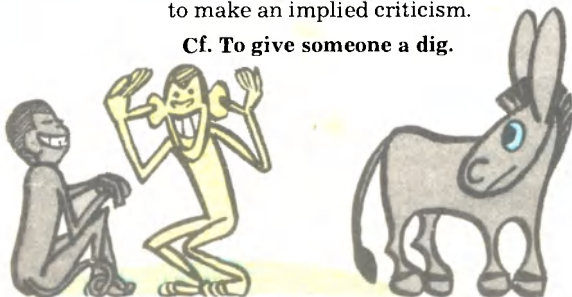 to make an implied criticism.
Cf. To give someone a dig.